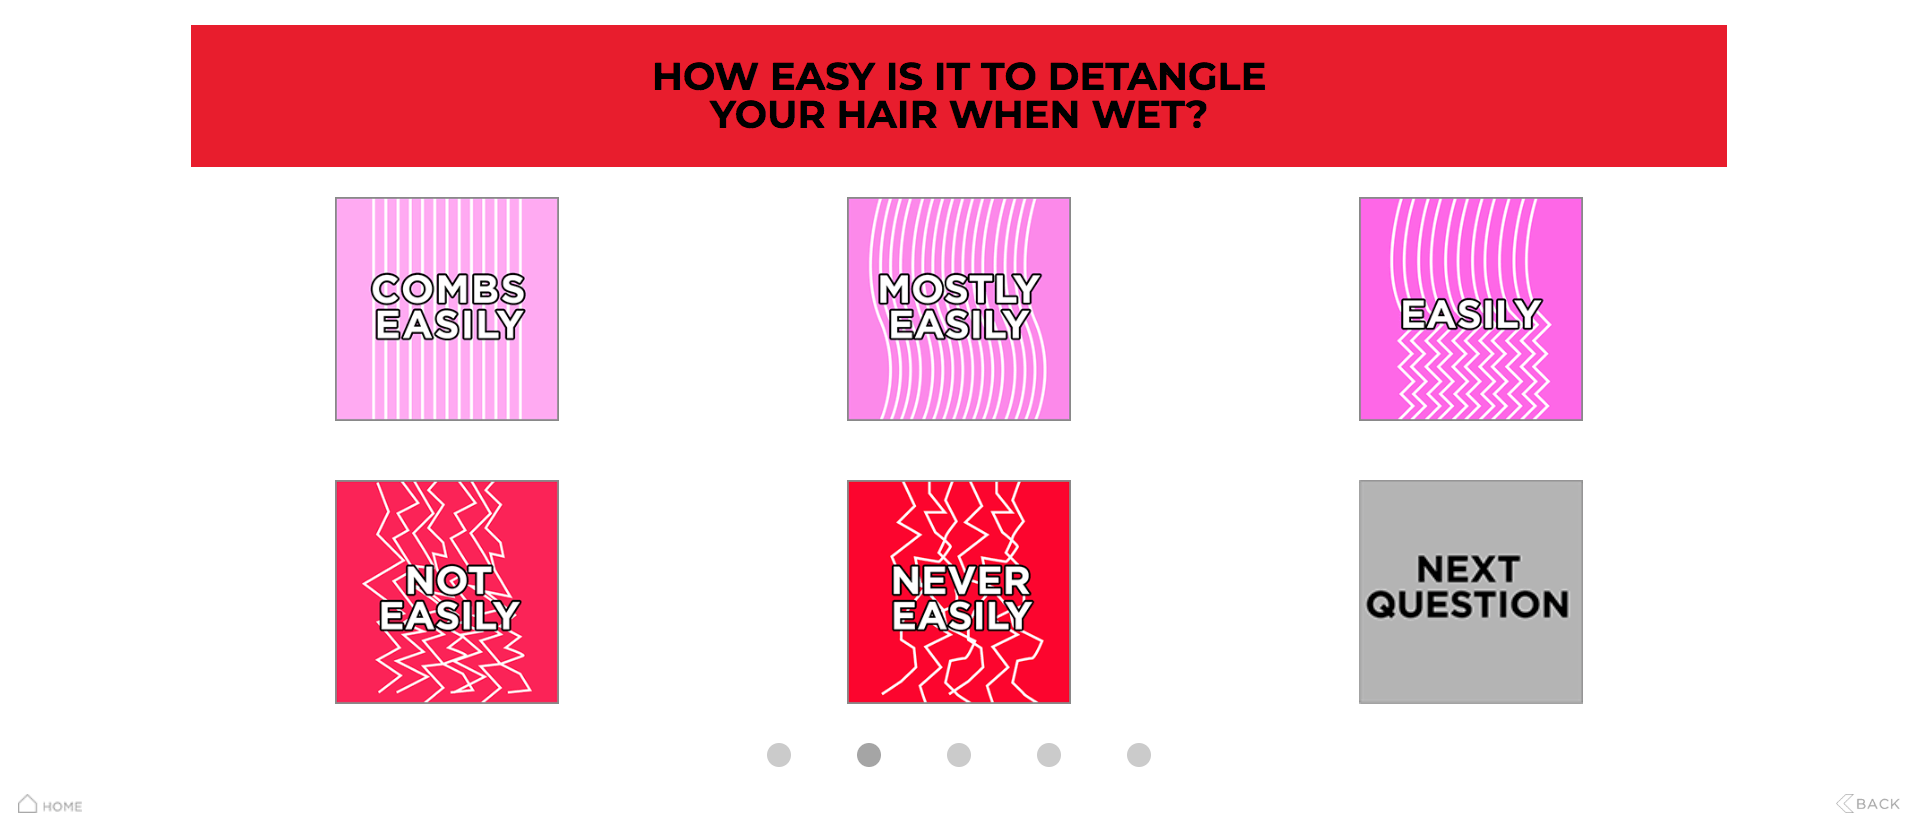 HOW EASY IS IT TO DETANGLE
YOUR HAIR WHEN WET?
COMBS
EASILY
MOSTLY
EASILY
EASILY
NOT
EASILY
NEVER
EASILY
NEXT
QUESTION
HOME
BACK